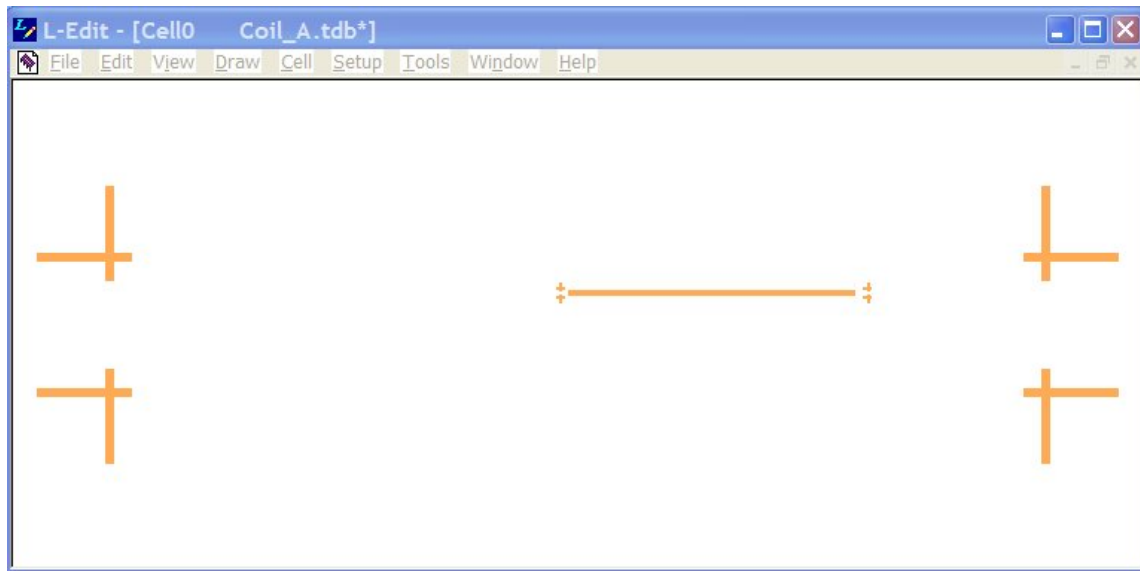 L-Edit - [Cell0 Coil_A.tdb*]
File Edit View Draw Cell Setup Tools Window Help